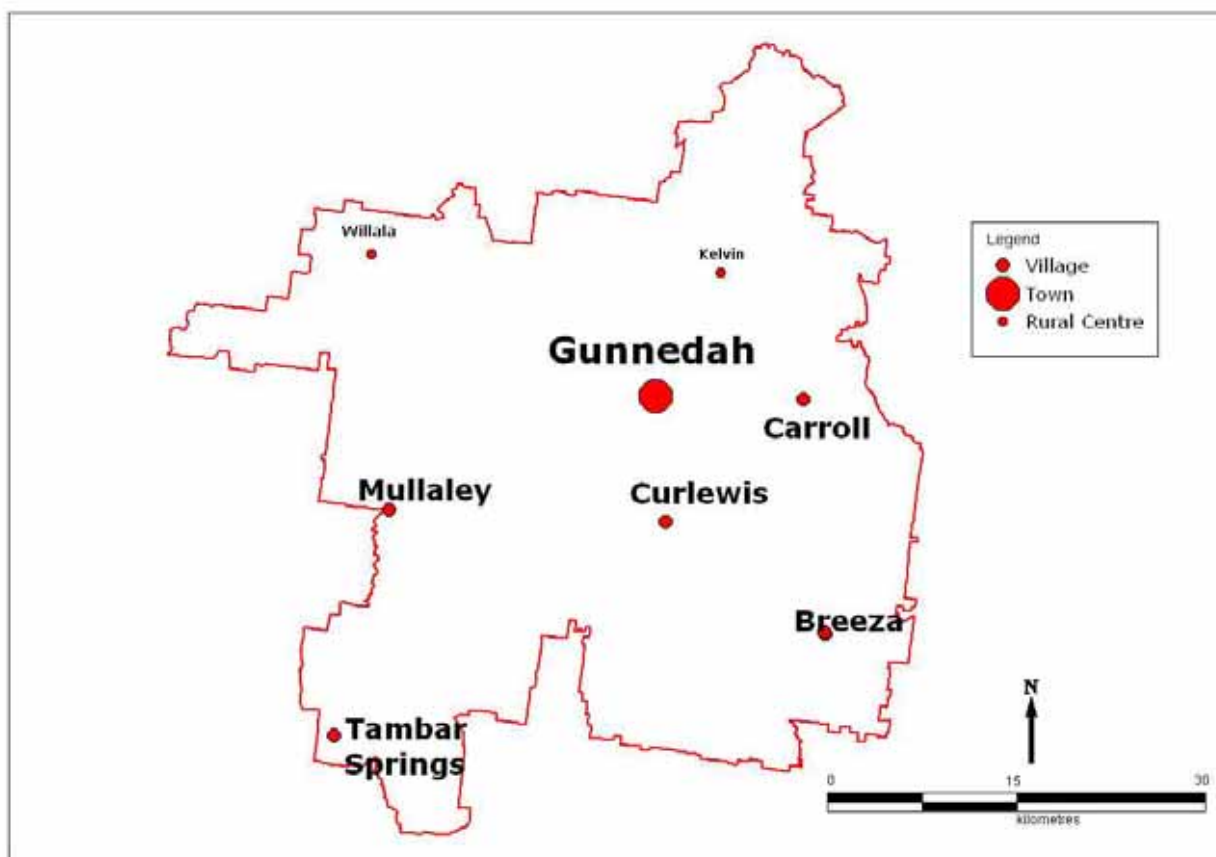 Willala
Kelvin
Legend
Village
Town
Rural Centre
Gunnedah
Carroll
Mullaley
Curlewis
Breeza
Tambar
Springs
N
0 15 30
kilometres